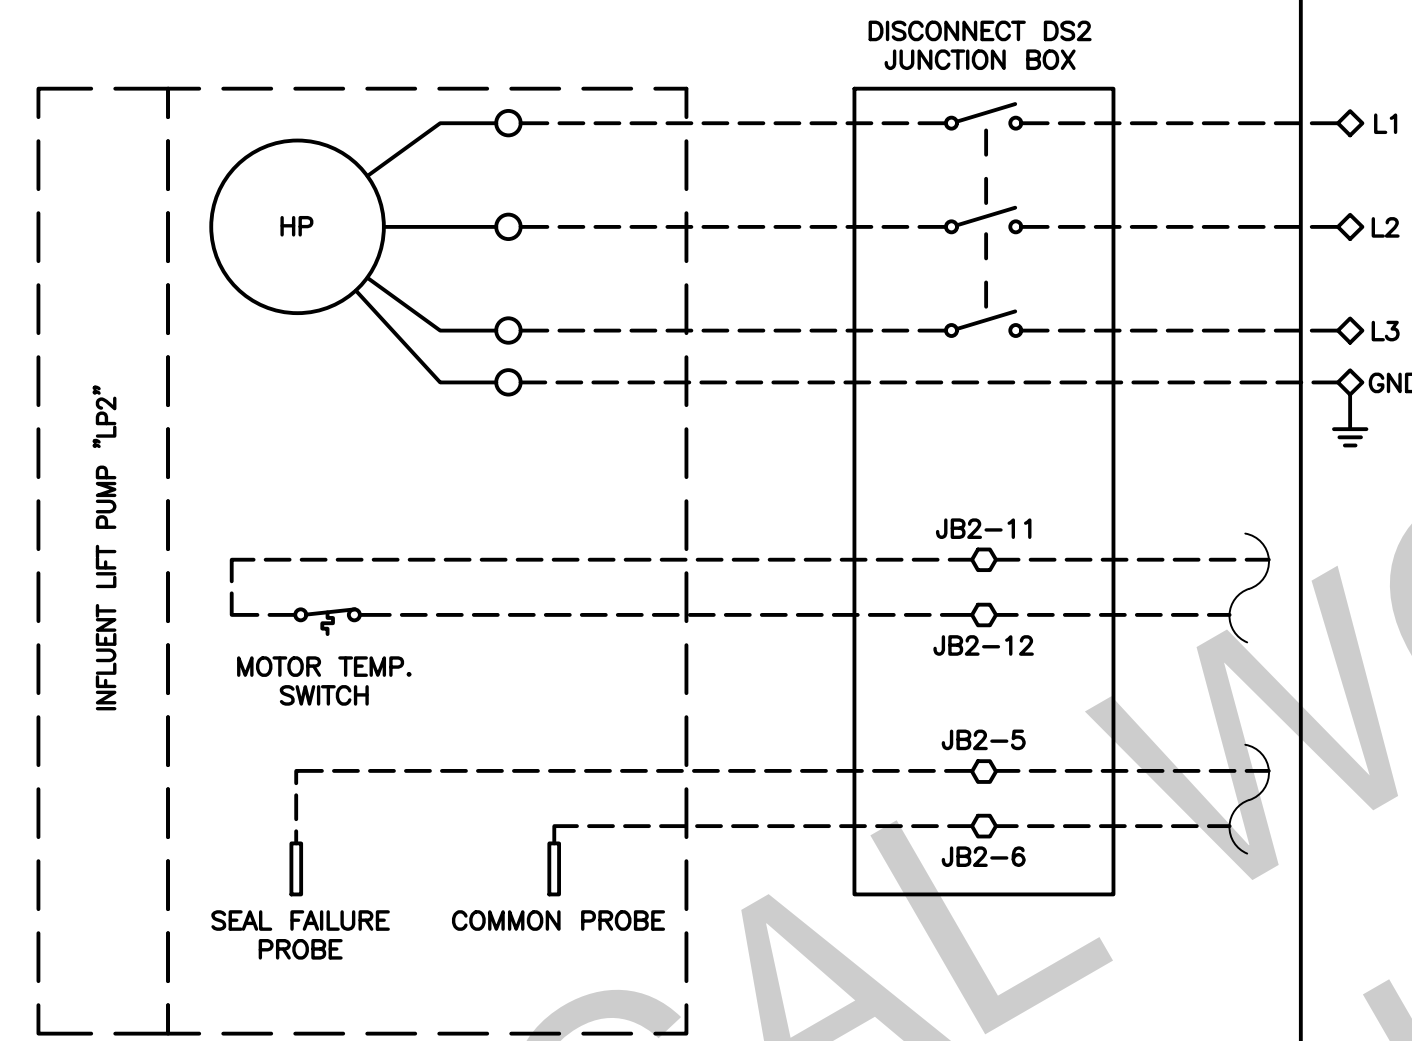 DISCONNECT DS2
JUNCTION BOX
L1
HP
L2
L3
GND
INFLUENT LIFT PUMP "LP2"
JB2-11
JB2-12
MOTOR TEMP.
SWITCH
JB2-5
JB2-6
SEAL FAILURE
PROBE
COMMON PROBE